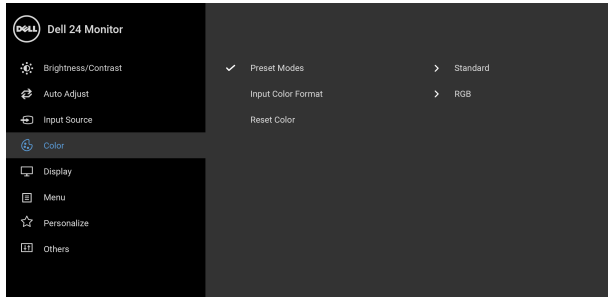 DELL Dell 24 Monitor
Brightness/Contrast
Auto Adjust
Input Source
Color
Display
Menu
Personalize
Others
Preset Modes > Standard
Input Color Format > RGB
Reset Color